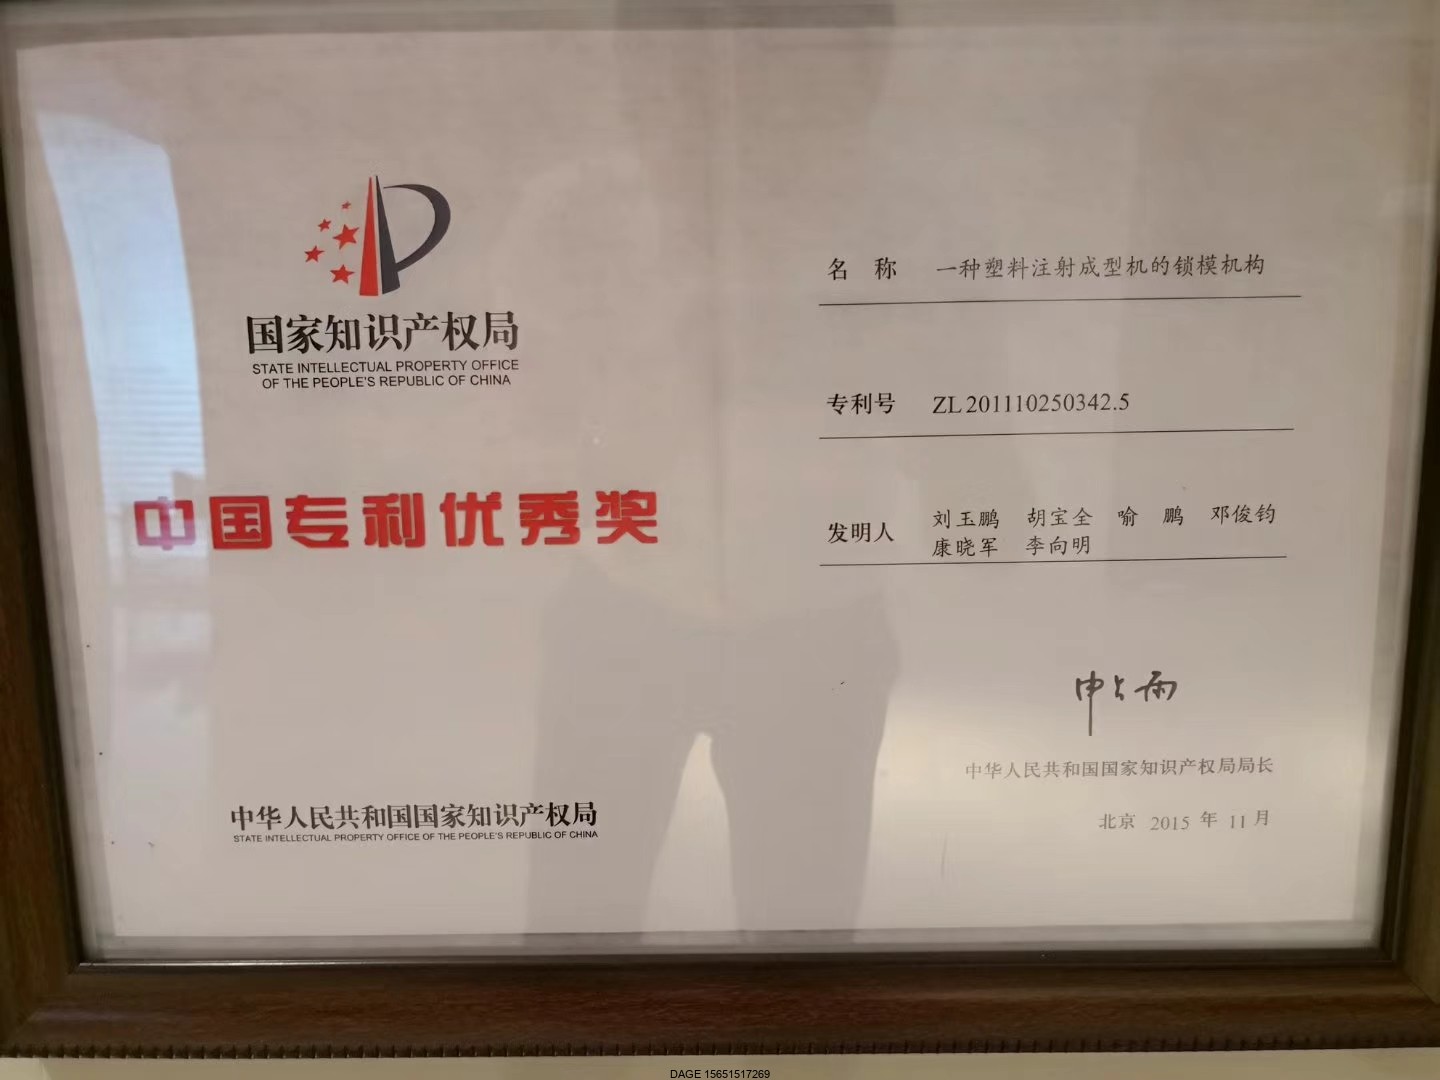 国家知识产权局
STATE INTELLECTUAL PROPERTY OFFICE
OF THE PEOPLE'S REPUBLIC OF CHINA
中国专利优秀奖
中华人民共和国国家知识产权局
STATE INTELLECTUAL PROPERTY OFFICE OF THE PEOPLE'S REPUBLIC OF CHINA
名 称 一种塑料注射成型机的锁模机构
专利号 ZL201110250342.5
发明人 刘玉鹏 胡宝全 喻 鹏 邓俊钧
康晓军 李向明
申长雨
中华人民共和国国家知识产权局局长
北京 2015 年 11 月
DAGE 15651517269